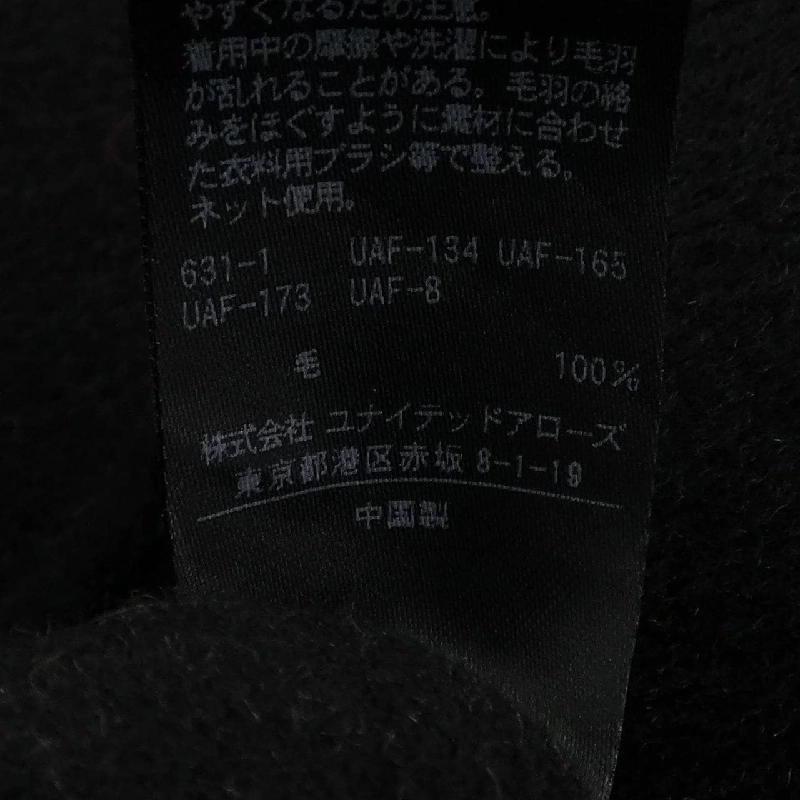 やすくなるため注意。
着用中の摩擦や洗濯により毛羽
が乱れることがある。毛羽の絡
みをほぐすように素材に合わせ
た衣料用ブラシ等で整える。
ネット使用。
631-1 UAF-134 UAF-165
UAF-173 UAF-8
毛 100%
株式会社 ユナイテッドアローズ
東京都港区赤坂 8-1-19
中国製